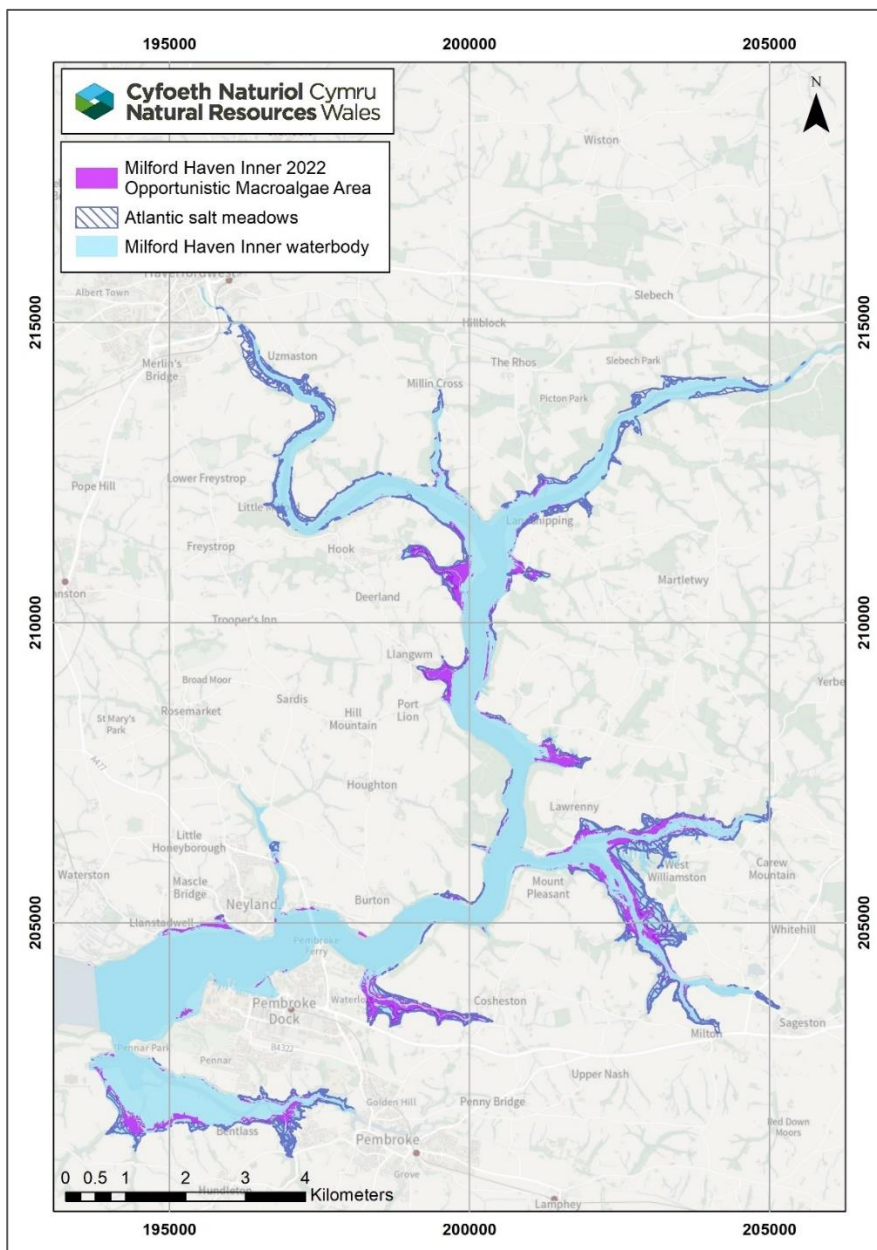 195000 200000 205000
Cyfoeth Naturiol Cymru
Natural Resources Wales
N
Milford Haven Inner 2022
Opportunistic Macroalgae Area
Atlantic salt meadows
Milford Haven Inner waterbody
Wiston
Albert Town
Slebech
215000 215000
Hillblock
Uzmaston
The Rhos
Slebech Park
Merlin's
Bridge
Millin Cross
Picton Park
Pope Hill
Lower Freystrop
Freystrop
Hook
Martletwy
Deerland
210000 210000
Trooper's Inn
Llangwm
Broad Moor
Sardis
Port
Lion
St Mary's
Park
Rosemarket
Hill
Mountain
A477
Houghton
Lawrenny
Little
Honeyborough
West
Williamston
Carew
Mountain
Waterston
Mascle
Bridge
Mount
Pleasant
Neyland
Burton
205000 205000
Llanstadwell
Whitehill
Pembroke
Ferry
Pembroke
Dock
Cosheston
Sageston
Milton
B4322
Pennar Park
Pennar
Upper Nash
Golden Hill
Penny Bridge
Red Down
Moors
Bentlass
Pembroke
Grove
Hundleton
Lamphey
0 0.5 1 2 3 4
Kilometers
195000 200000 205000